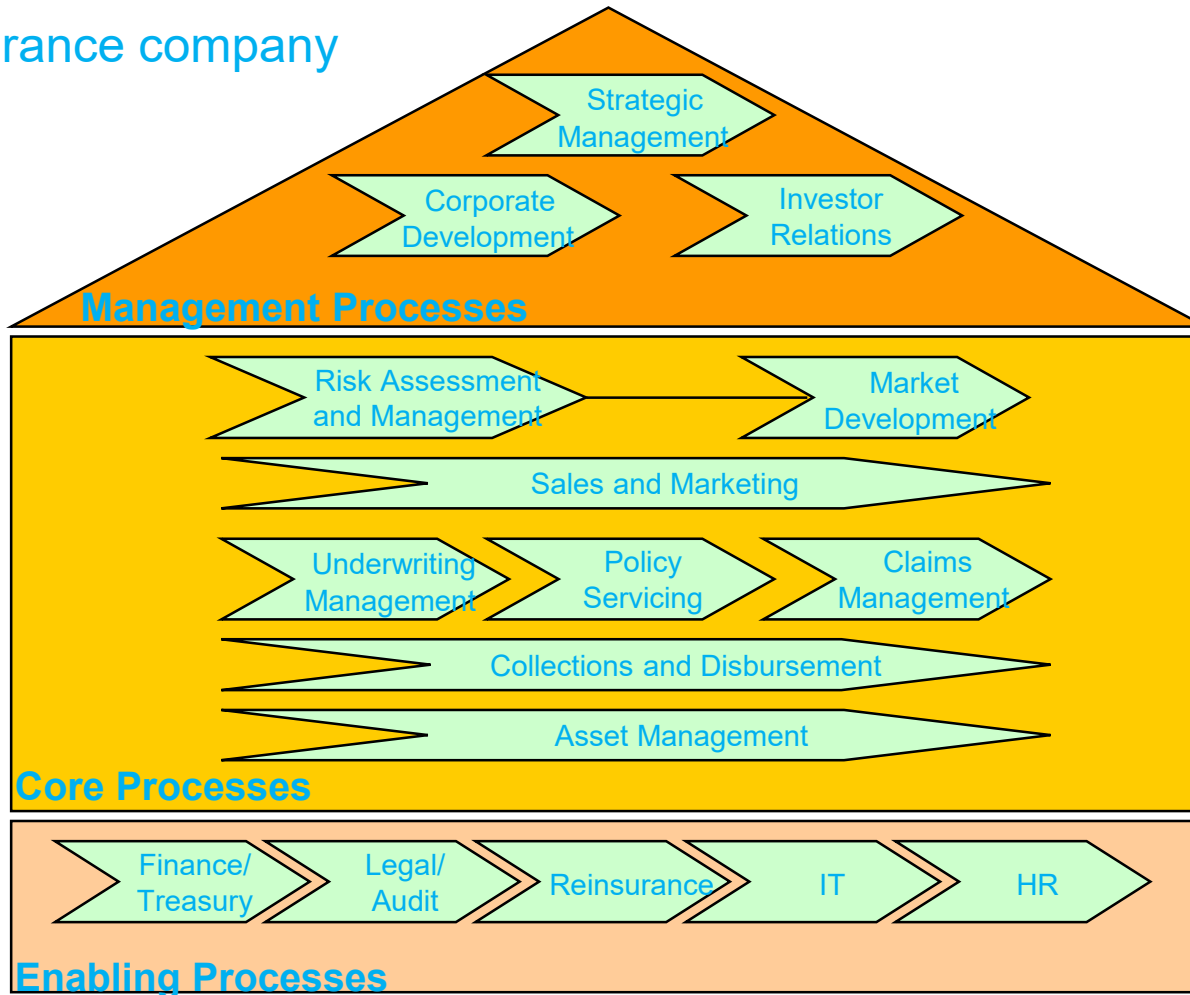 rance company
Strategic
Management
Corporate
Development
Investor
Relations
Management Processes
Risk Assessment
and Management
Market
Development
Sales and Marketing
Underwriting
Management
Policy
Servicing
Claims
Management
Collections and Disbursement
Asset Management
Core Processes
Finance/
Treasury
Legal/
Audit
Reinsurance
IT
HR
Enabling Processes